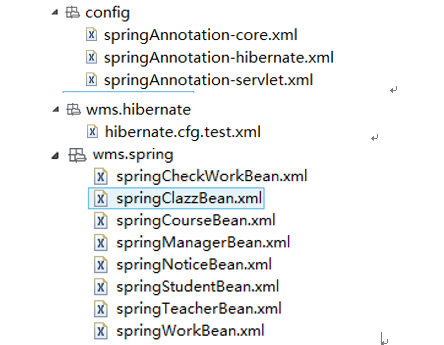 config
springAnnotation-core.xml
springAnnotation-hibernate.xml
springAnnotation-servlet.xml
wms.hibernate
hibernate.cfg.test.xml
wms.spring
springCheckWorkBean.xml
springClazzBean.xml
springCourseBean.xml
springManagerBean.xml
springNoticeBean.xml
springStudentBean.xml
springTeacherBean.xml
springWorkBean.xml